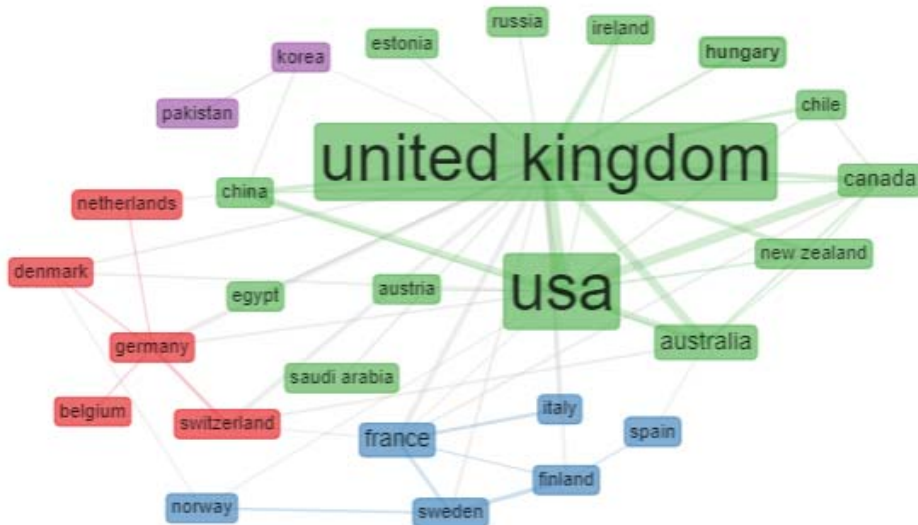 russia
ireland
estonia
hungary
korea
chile
pakistan
united kingdom
canada
china
netherlands
new zealand
denmark
usa
egypt
austria
australia
germany
saudi arabia
belgium
italy
switzerland
spain
france
finland
norway
sweden